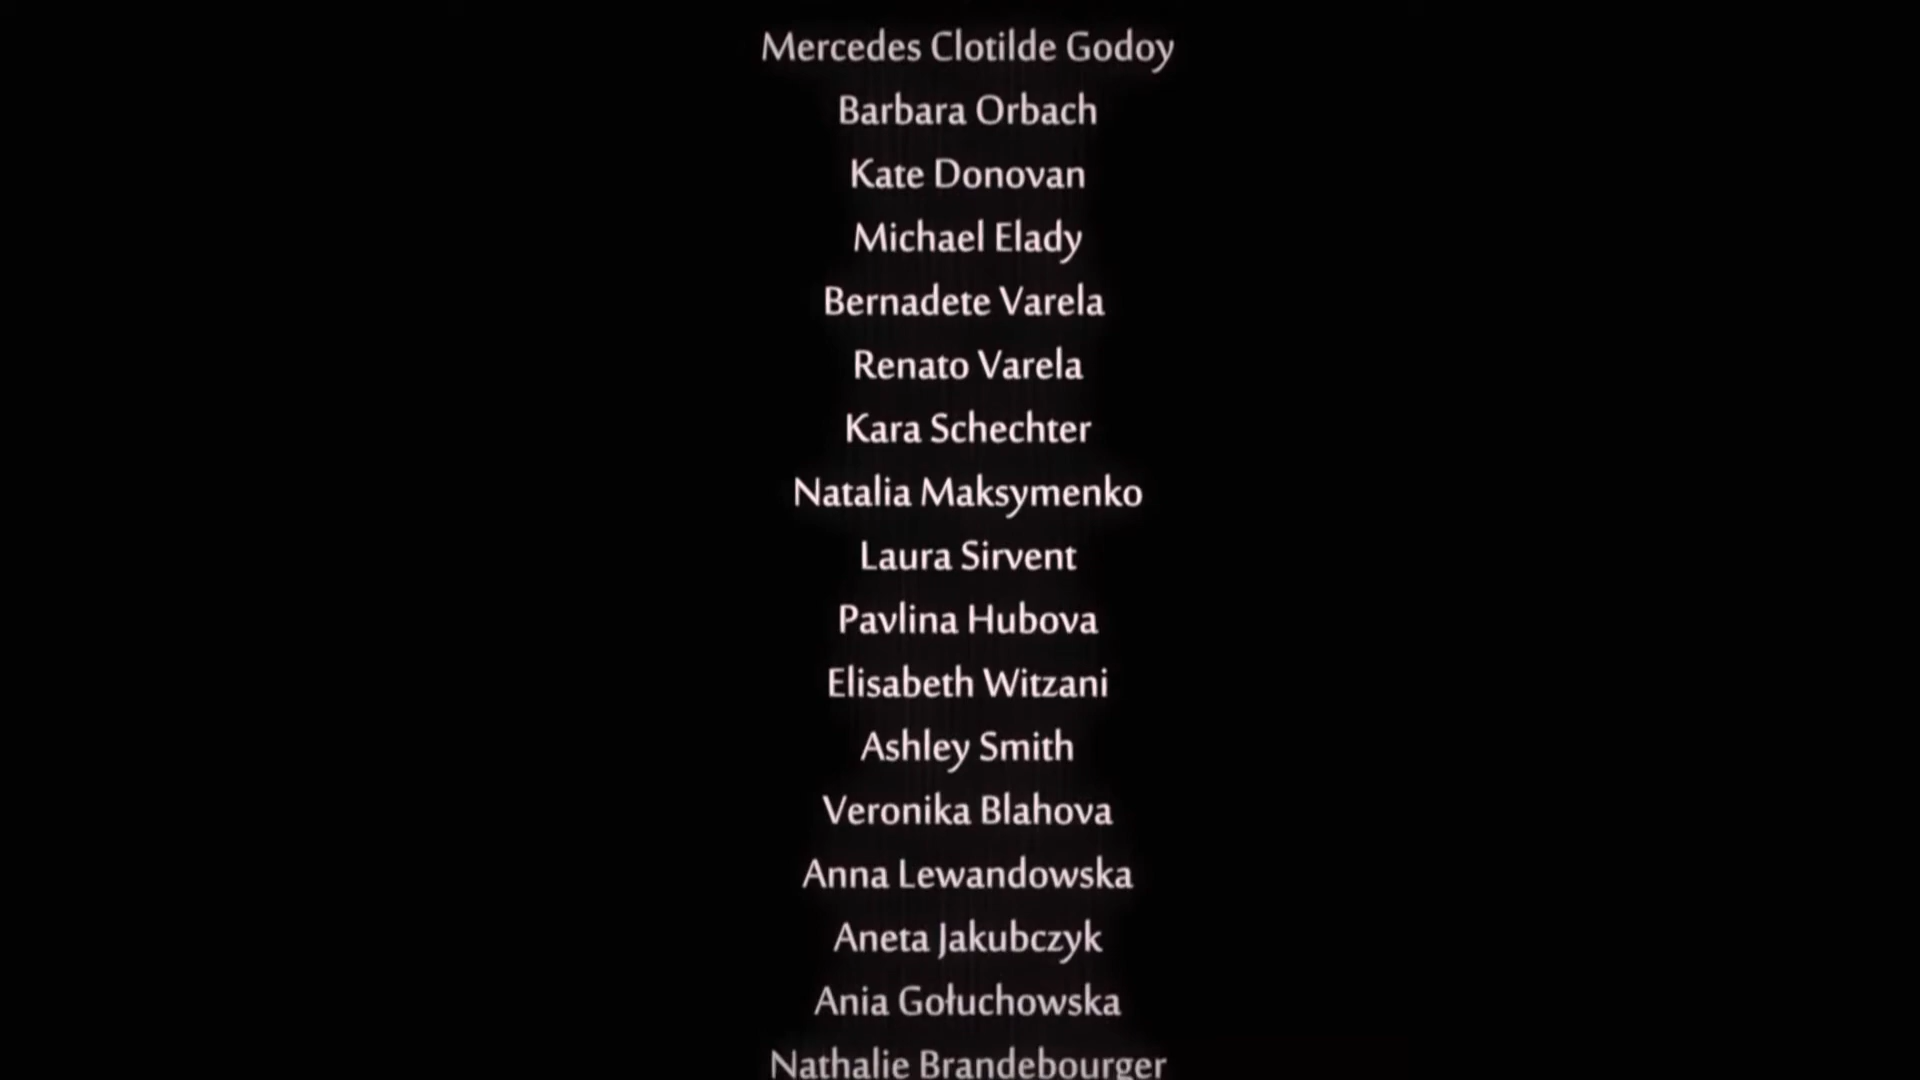 Mercedes Clotilde Godoy
Barbara Orbach
Kate Donovan
Michael Elady
Bernadete Varela
Renato Varela
Kara Schechter
Natalia Maksymenko
Laura Sirvent
Pavlina Hubova
Elisabeth Witzani
Ashley Smith
Veronika Blahova
Anna Lewandowska
Aneta Jakubczyk
Ania Gołuchowska
Nathalie Brandebourger